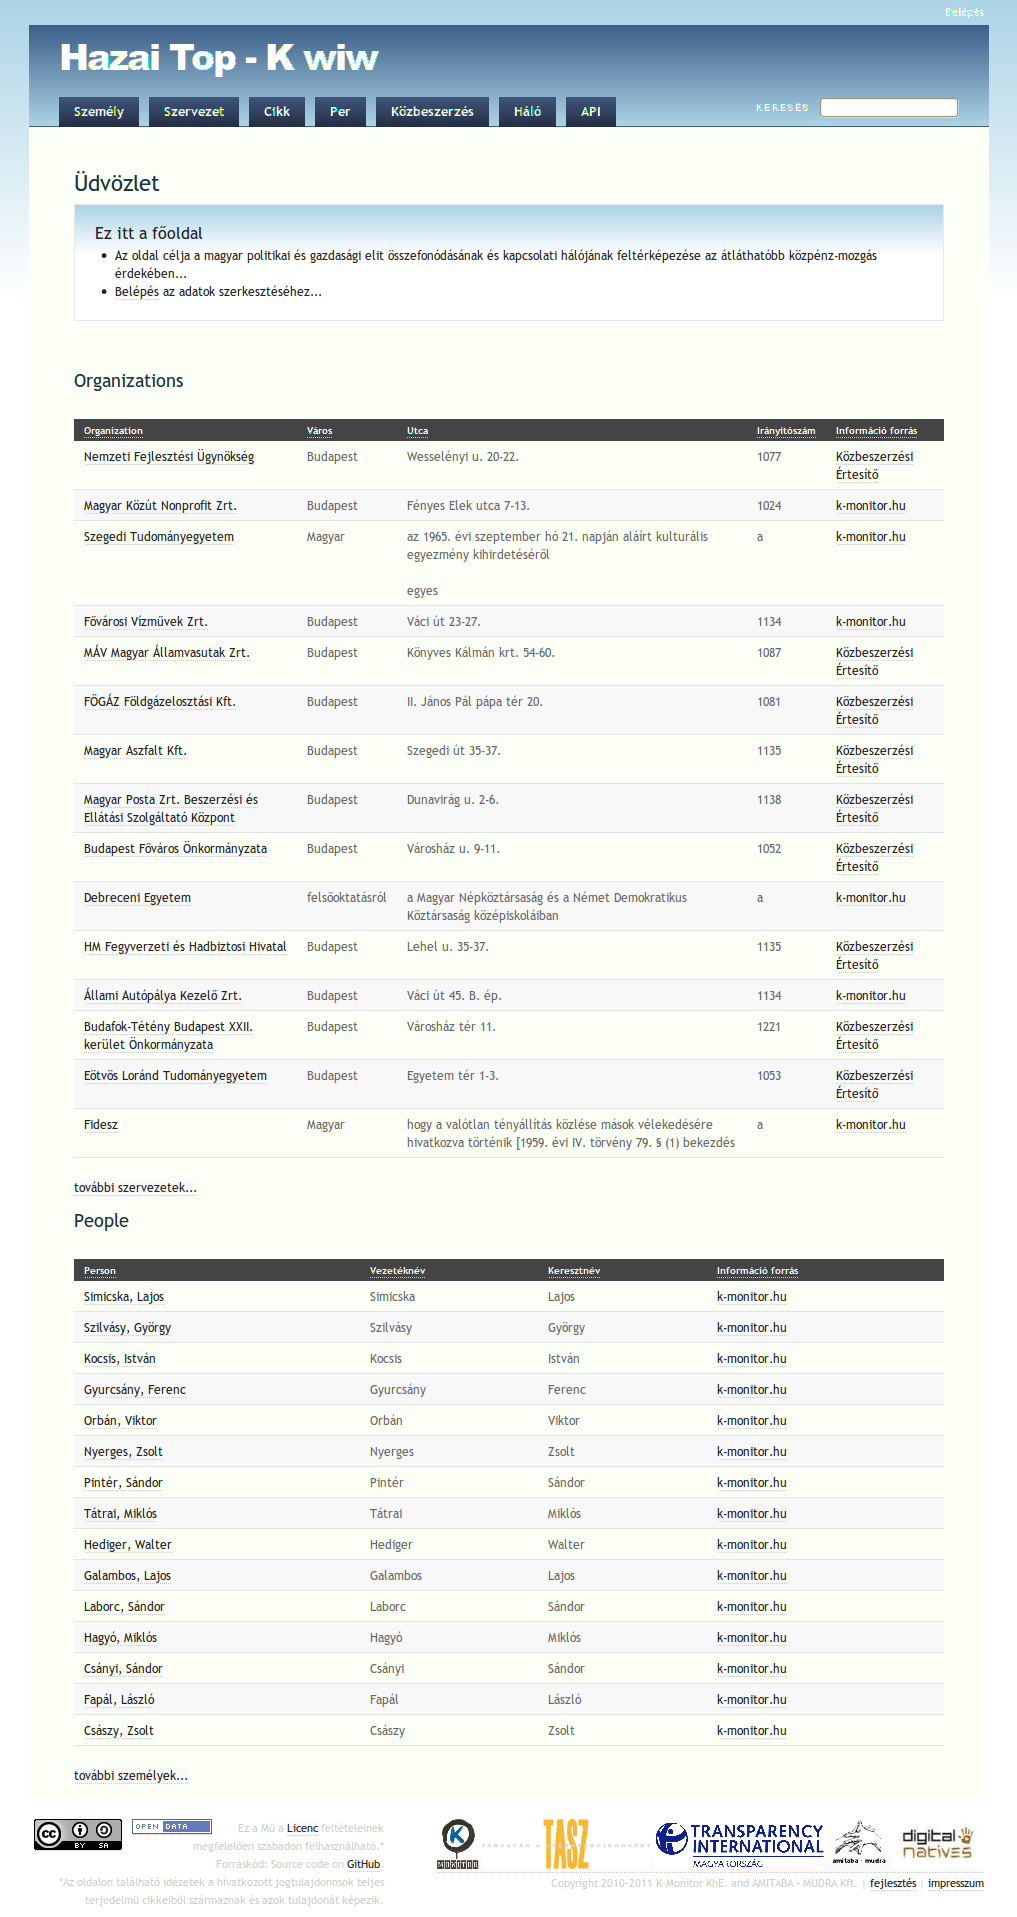 Belépés
Hazai Top - K wiw
Személy Szervezet Cikk Per Közbeszerzés Háló API KERESÉS
Üdvözlet
Ez itt a főoldal
Az oldal célja a magyar politikai és gazdasági elit összefonódásának és kapcsolati hálójának feltérképezése az átláthatóbb közpénz-mozgás
érdekében...
Belépés az adatok szerkesztéséhez...
Organizations
Organization Város Utca Irányítószám Információ forrás
Nemzeti Fejlesztési Ügynökség Budapest Wesselényi u. 20-22. 1077 Közbeszerzési
Értesítő
Magyar Közút Nonprofit Zrt. Budapest Fényes Elek utca 7-13. 1024 k-monitor.hu
Szegedi Tudományegyetem Magyar az 1965. évi szeptember hó 21. napján aláírt kulturális a k-monitor.hu
egyezmény kihirdetéséről
egyes
Fővárosi Vízművek Zrt. Budapest Váci út 23-27. 1134 k-monitor.hu
MÁV Magyar Államvasutak Zrt. Budapest Könyves Kálmán krt. 54-60. 1087 Közbeszerzési
Értesítő
FŐGÁZ Földgázelosztási Kft. Budapest II. János Pál pápa tér 20. 1081 Közbeszerzési
Értesítő
Magyar Aszfalt Kft. Budapest Szegedi út 35-37. 1135 Közbeszerzési
Értesítő
Magyar Posta Zrt. Beszerzési és Budapest Dunavirág u. 2-6. 1138 Közbeszerzési
Ellátási Szolgáltató Központ Értesítő
Budapest Főváros Önkormányzata Budapest Városház u. 9-11. 1052 Közbeszerzési
Értesítő
Debreceni Egyetem felsőoktatásról a Magyar Népköztársaság és a Német Demokratikus a k-monitor.hu
Köztársaság középiskoláiban
HM Fegyverzeti és Hadbiztosi Hivatal Budapest Lehel u. 35-37. 1135 Közbeszerzési
Értesítő
Állami Autópálya Kezelő Zrt. Budapest Váci út 45. B. ép. 1134 k-monitor.hu
Budafok-Tétény Budapest XXII. Budapest Városház tér 11. 1221 Közbeszerzési
kerület Önkormányzata Értesítő
Eötvös Loránd Tudományegyetem Budapest Egyetem tér 1-3. 1053 Közbeszerzési
Értesítő
Fidesz Magyar hogy a valótlan tényállítás közlése mások vélekedésére a k-monitor.hu
hivatkozva történik [1959. évi IV. törvény 79. § (1) bekezdés
további szervezetek...
People
Person Vezetéknév Keresztnév Információ forrás
Simicska, Lajos Simicska Lajos k-monitor.hu
Szilvásy, György Szilvásy György k-monitor.hu
Kocsis, István Kocsis István k-monitor.hu
Gyurcsány, Ferenc Gyurcsány Ferenc k-monitor.hu
Orbán, Viktor Orbán Viktor k-monitor.hu
Nyerges, Zsolt Nyerges Zsolt k-monitor.hu
Pintér, Sándor Pintér Sándor k-monitor.hu
Tátrai, Miklós Tátrai Miklós k-monitor.hu
Hediger, Walter Hediger Walter k-monitor.hu
Galambos, Lajos Galambos Lajos k-monitor.hu
Laborc, Sándor Laborc Sándor k-monitor.hu
Hagyó, Miklós Hagyó Miklós k-monitor.hu
Csányi, Sándor Csányi Sándor k-monitor.hu
Fapál, László Fapál László k-monitor.hu
Császy, Zsolt Császy Zsolt k-monitor.hu
további személyek...
cc BY SA OPEN DATA Ez a Mű a Licenc feltételeinek
megfelelően szabadon felhasználható.*
Forráskód: Source code on GitHub
*Az oldalon található idézetek a hivatkozott jogtulajdonosok teljes
terjedelmű cikkeiből származnak és azok tulajdonát képezik.
K MONITOR
TASZ
TRANSPARENCY
INTERNATIONAL
MAGYARORSZÁG
amitaba - mudra
digital
natives
Copyright 2010-2011 K-Monitor KhE. and AMITABA - MUDRA Kft. | fejlesztés | impresszum